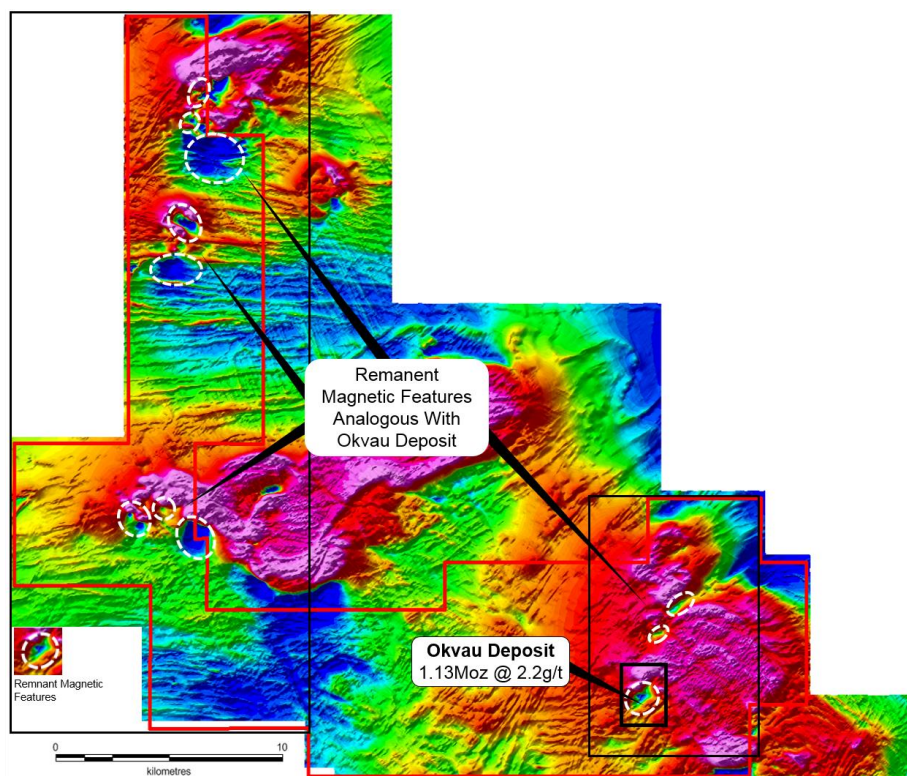 Remanent
Magnetic Features
Analogous With
Okvau Deposit
Okvau Deposit
1.13Moz @ 2.2g/t
Remnant Magnetic
Features
0 10
kilometres